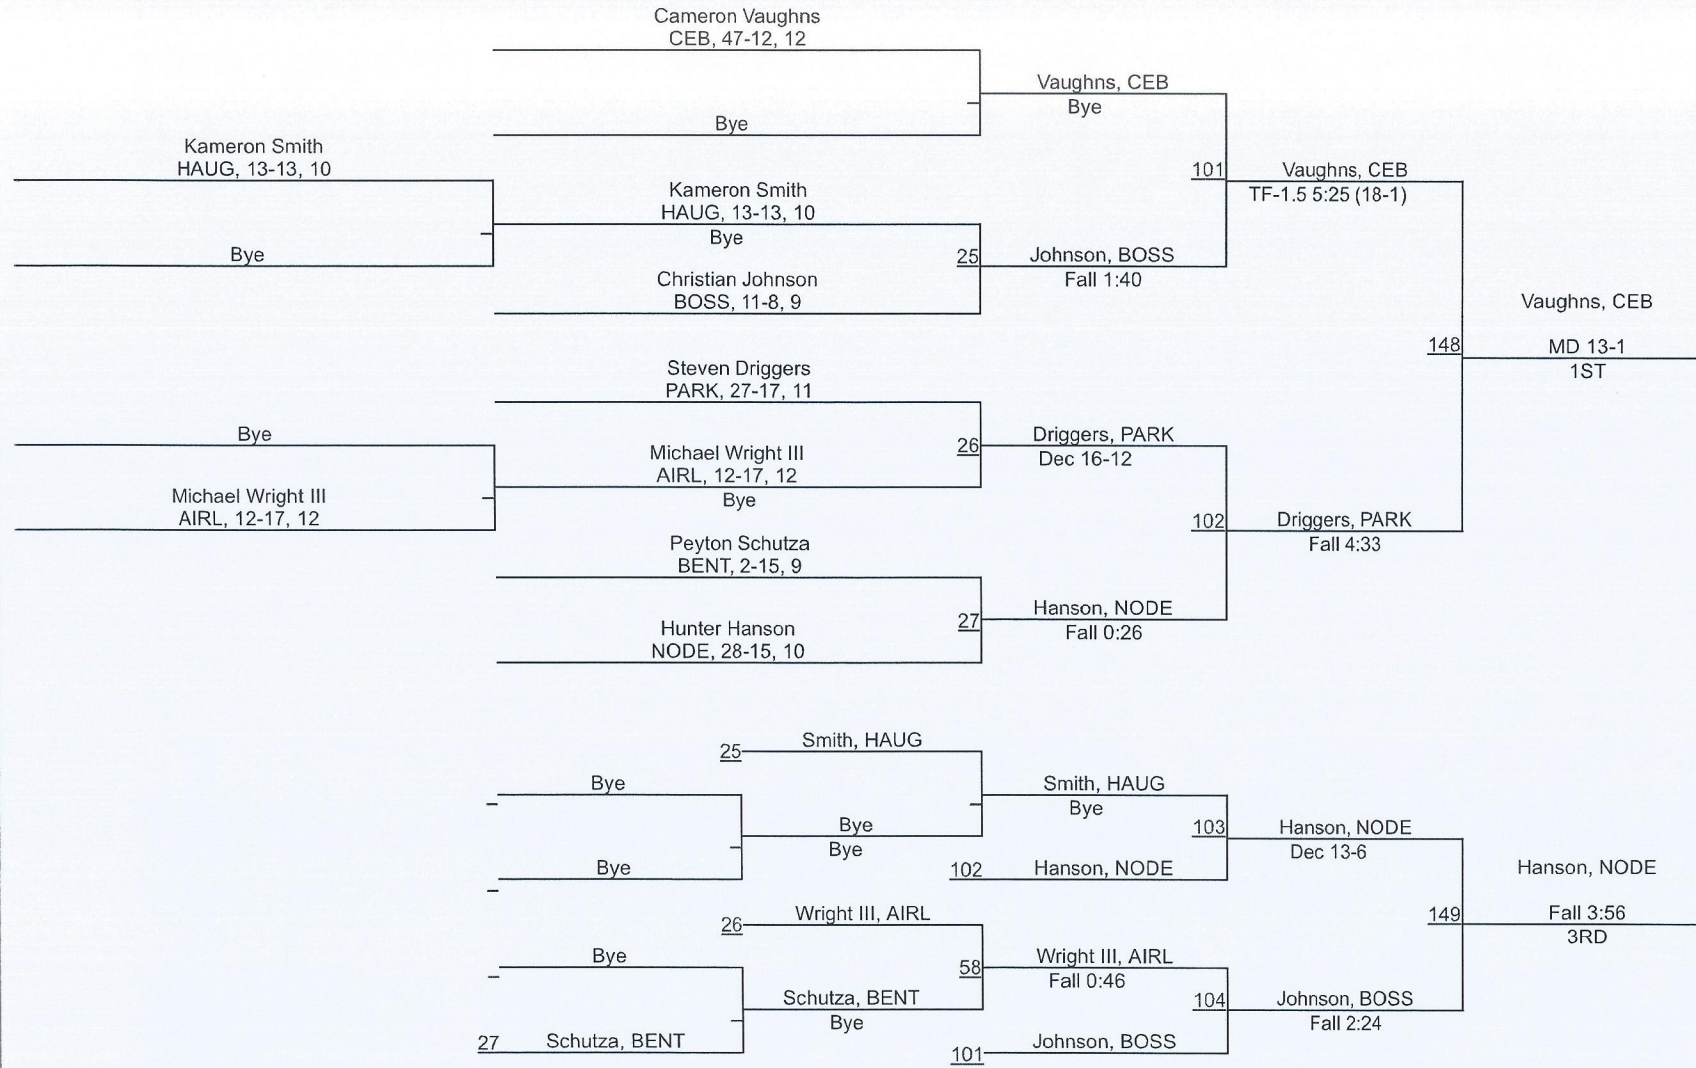 Cameron Vaughns
CEB, 47-12, 12
Vaughns, CEB
Bye
Bye
Kameron Smith
HAUG, 13-13, 10
Bye
Kameron Smith
HAUG, 13-13, 10
Bye
25
Christian Johnson
BOSS, 11-8, 9
Johnson, BOSS
Fall 1:40
101
Vaughns, CEB
TF-1.5 5:25 (18-1)
Steven Driggers
PARK, 27-17, 11
Bye
Michael Wright III
AIRL, 12-17, 12
Michael Wright III
AIRL, 12-17, 12
Bye
26
Driggers, PARK
Dec 16-12
Peyton Schutza
BENT, 2-15, 9
Hunter Hanson
NODE, 28-15, 10
27
Hanson, NODE
Fall 0:26
102
Driggers, PARK
Fall 4:33
148
Vaughns, CEB
MD 13-1
1ST
25
Smith, HAUG
Bye
Bye
Bye
Bye
Smith, HAUG
Bye
102
Hanson, NODE
103
Hanson, NODE
Dec 13-6
26
Wright III, AIRL
Bye
27
Schutza, BENT
Schutza, BENT
Bye
58
Wright III, AIRL
Fall 0:46
101
Johnson, BOSS
104
Johnson, BOSS
Fall 2:24
149
Hanson, NODE
Fall 3:56
3RD